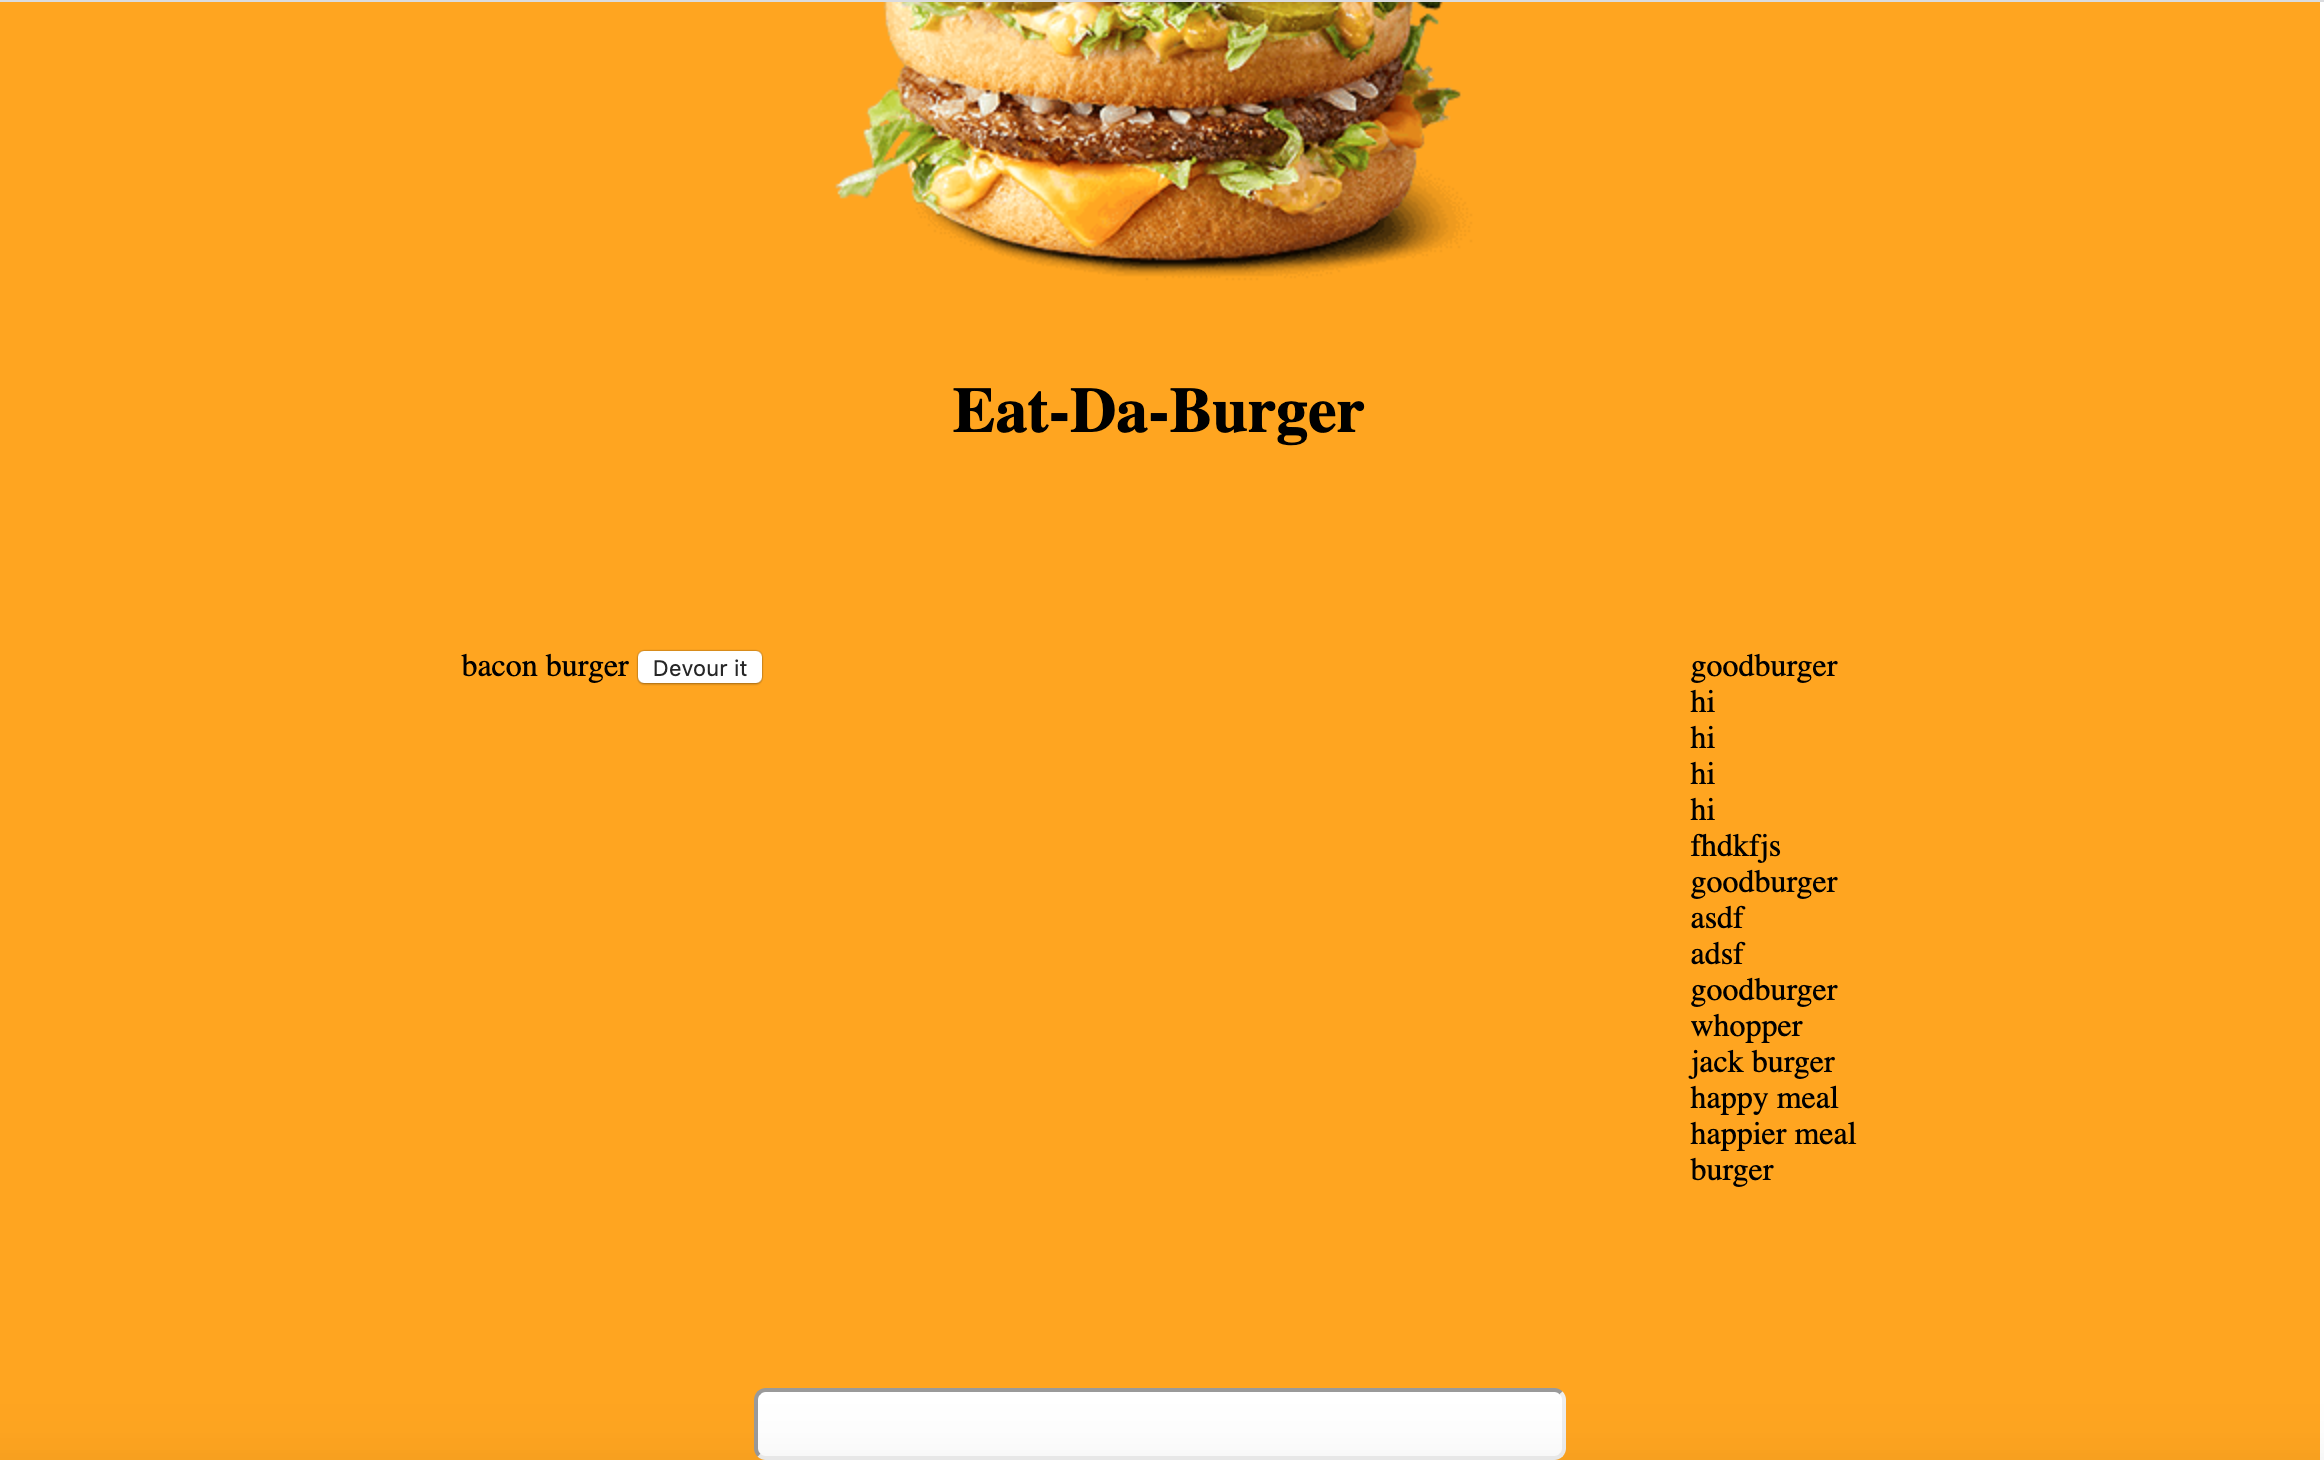 Eat-Da-Burger
bacon burger Devour it
goodburger
hi
hi
hi
hi
fhdkfjs
goodburger
asdf
adsf
goodburger
whopper
jack burger
happy meal
happier meal
burger